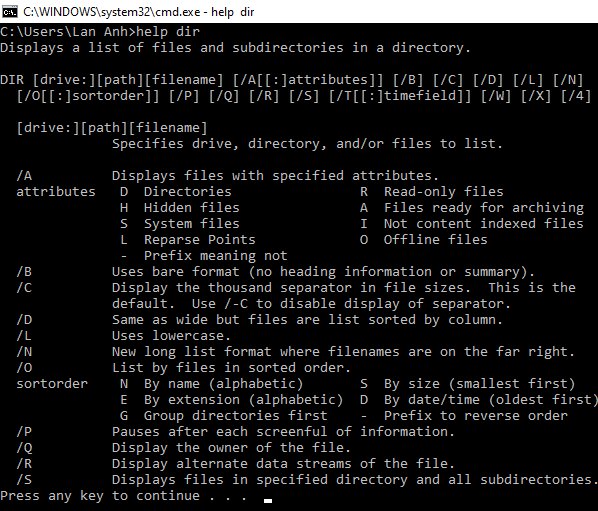 C:\WINDOWS\system32\cmd.exe - help  dir
C:\Users\Lan Anh>help dir
Displays a list of files and subdirectories in a directory.

DIR [drive:][path][filename] [/A[[:]attributes]] [/B] [/C] [/D] [/L] [/N]
  [/O[[:]sortorder]] [/P] [/Q] [/R] [/S] [/T[[:]timefield]] [/W] [/X] [/4]

  [drive:][path][filename]
              Specifies drive, directory, and/or files to list.

  /A          Displays files with specified attributes.
  attributes   D  Directories                R  Read-only files
               H  Hidden files               A  Files ready for archiving
               S  System files               I  Not content indexed files
               L  Reparse Points             O  Offline files
               -  Prefix meaning not
  /B          Uses bare format (no heading information or summary).
  /C          Display the thousand separator in file sizes.  This is the
              default.  Use /-C to disable display of separator.
  /D          Same as wide but files are list sorted by column.
  /L          Uses lowercase.
  /N          New long list format where filenames are on the far right.
  /O          List by files in sorted order.
  sortorder    N  By name (alphabetic)       S  By size (smallest first)
               E  By extension (alphabetic)  D  By date/time (oldest first)
               G  Group directories first    -  Prefix to reverse order
  /P          Pauses after each screenful of information.
  /Q          Display the owner of the file.
  /R          Display alternate data streams of the file.
  /S          Displays files in specified directory and all subdirectories.
Press any key to continue . . .